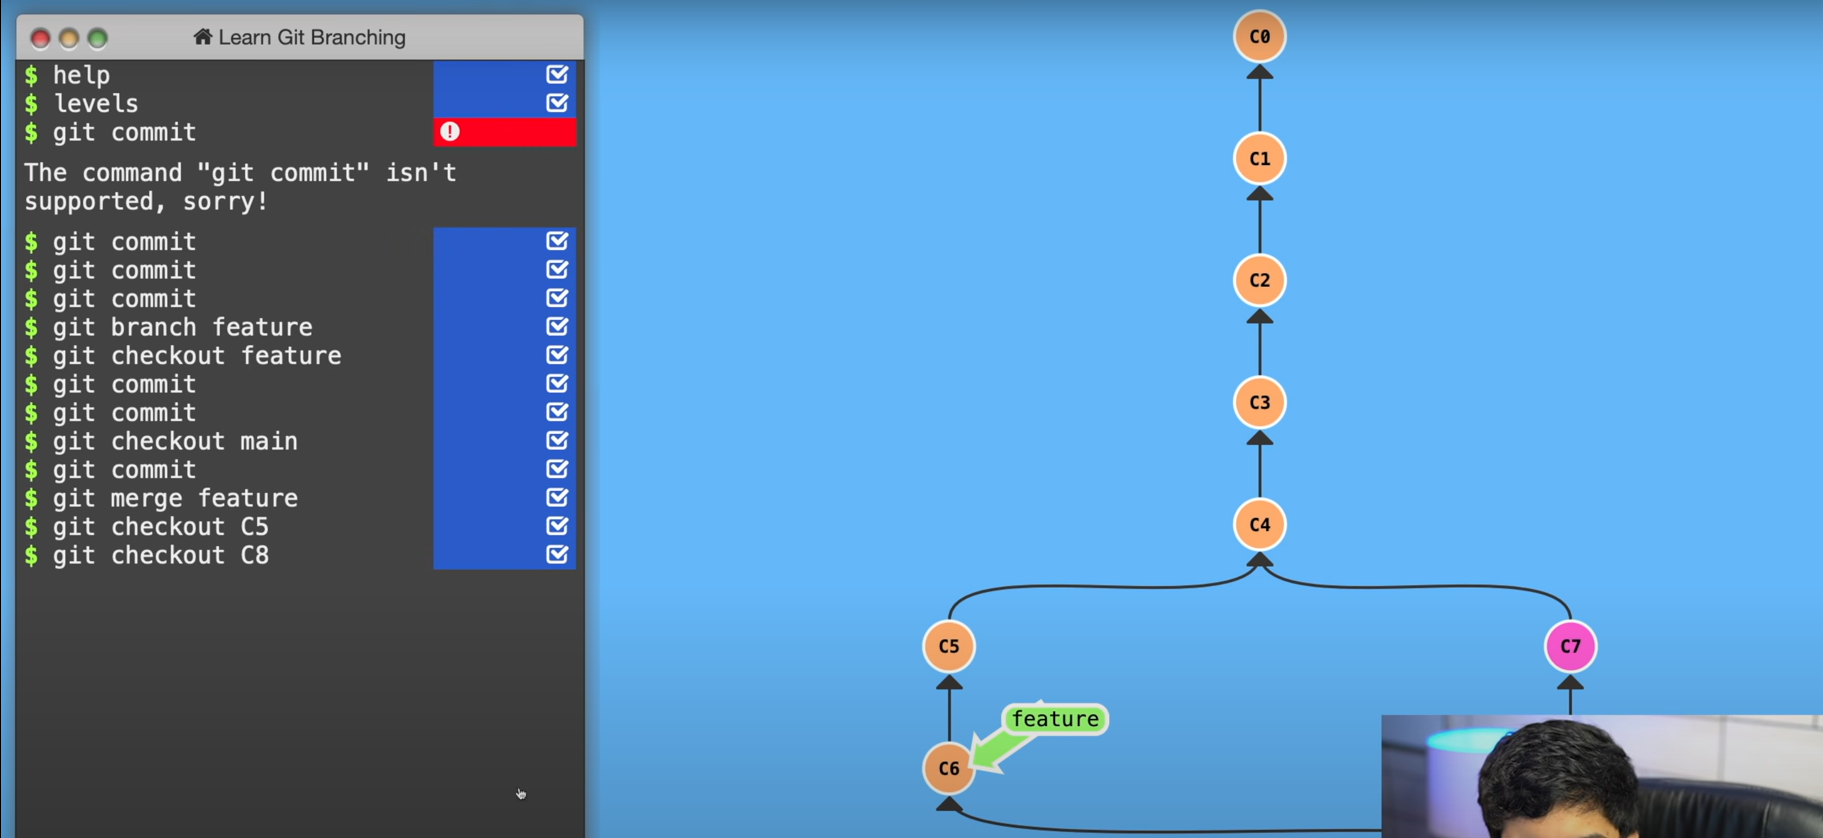 Learn Git Branching
$ help
$ levels
$ git commit
The command "git commit" isn't
supported, sorry!
$ git commit
$ git commit
$ git commit
$ git branch feature
$ git checkout feature
$ git commit
$ git commit
$ git checkout main
$ git commit
$ git merge feature
$ git checkout C5
$ git checkout C8
C0
C1
C2
C3
C4
C5
C7
feature
C6